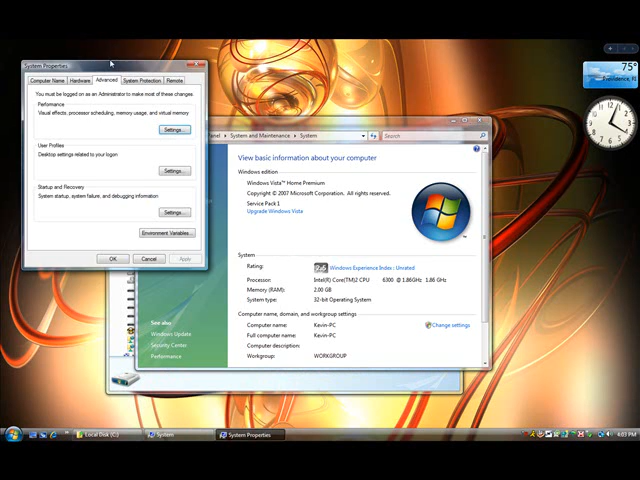 System Properties
Computer Name
Hardware
Advanced
System Protection
Remote
You must be logged on as an Administrator to make most of these changes.
Performance
Visual effects, processor scheduling, memory usage, and virtual memory
Settings...
User Profiles
Desktop settings related to your logon
Settings...
Startup and Recovery
System startup, system failure, and debugging information
Settings...
Environment Variables...
OK
Cancel
Apply
75°
Panel
System and Maintenance
System
Search
View basic information about your computer
Windows edition
Windows Vista™ Home Premium
Copyright © 2007 Microsoft Corporation. All rights reserved.
Service Pack 1
Upgrade Windows Vista
System
Rating:
Windows Experience Index: Unrated
Processor:
Intel(R) Core(TM)2 CPU 6300 @ 1.86GHz 1.86 GHz
Memory (RAM):
2.00 GB
System type:
32-bit Operating System
Computer name, domain, and workgroup settings
Computer name:
Kevin-PC
Change settings
Full computer name:
Kevin-PC
Computer description:
Workgroup:
WORKGROUP
See also
Windows Update
Security Center
Performance
Local Disk (C:)
System
System Properties
4:03 PM